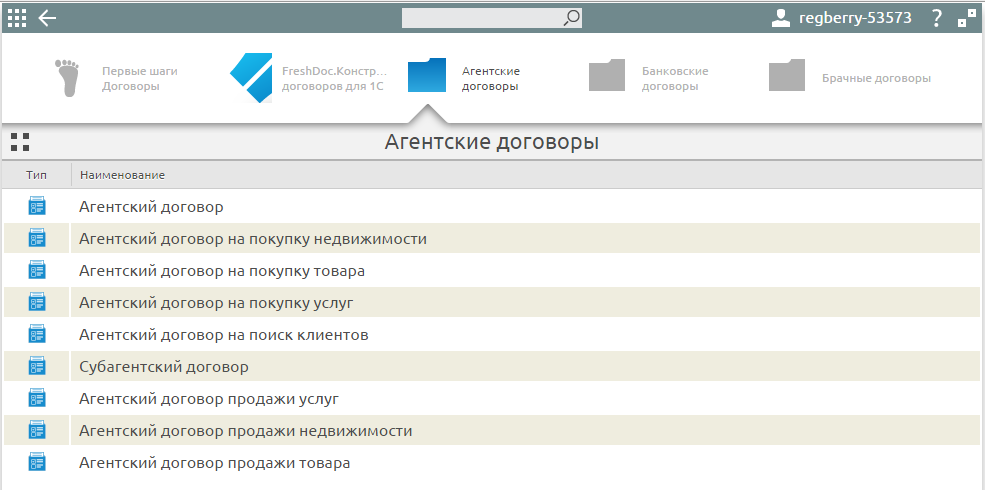 regberry-53573 ?
Первые шаги
Договоры
FreshDoc.Констр...
договоров для 1С
Агентские
договоры
Банковские
договоры
Брачные договоры
Агентские договоры
Тип Наименование
Агентский договор
Агентский договор на покупку недвижимости
Агентский договор на покупку товара
Агентский договор на покупку услуг
Агентский договор на поиск клиентов
Субагентский договор
Агентский договор продажи услуг
Агентский договор продажи недвижимости
Агентский договор продажи товара